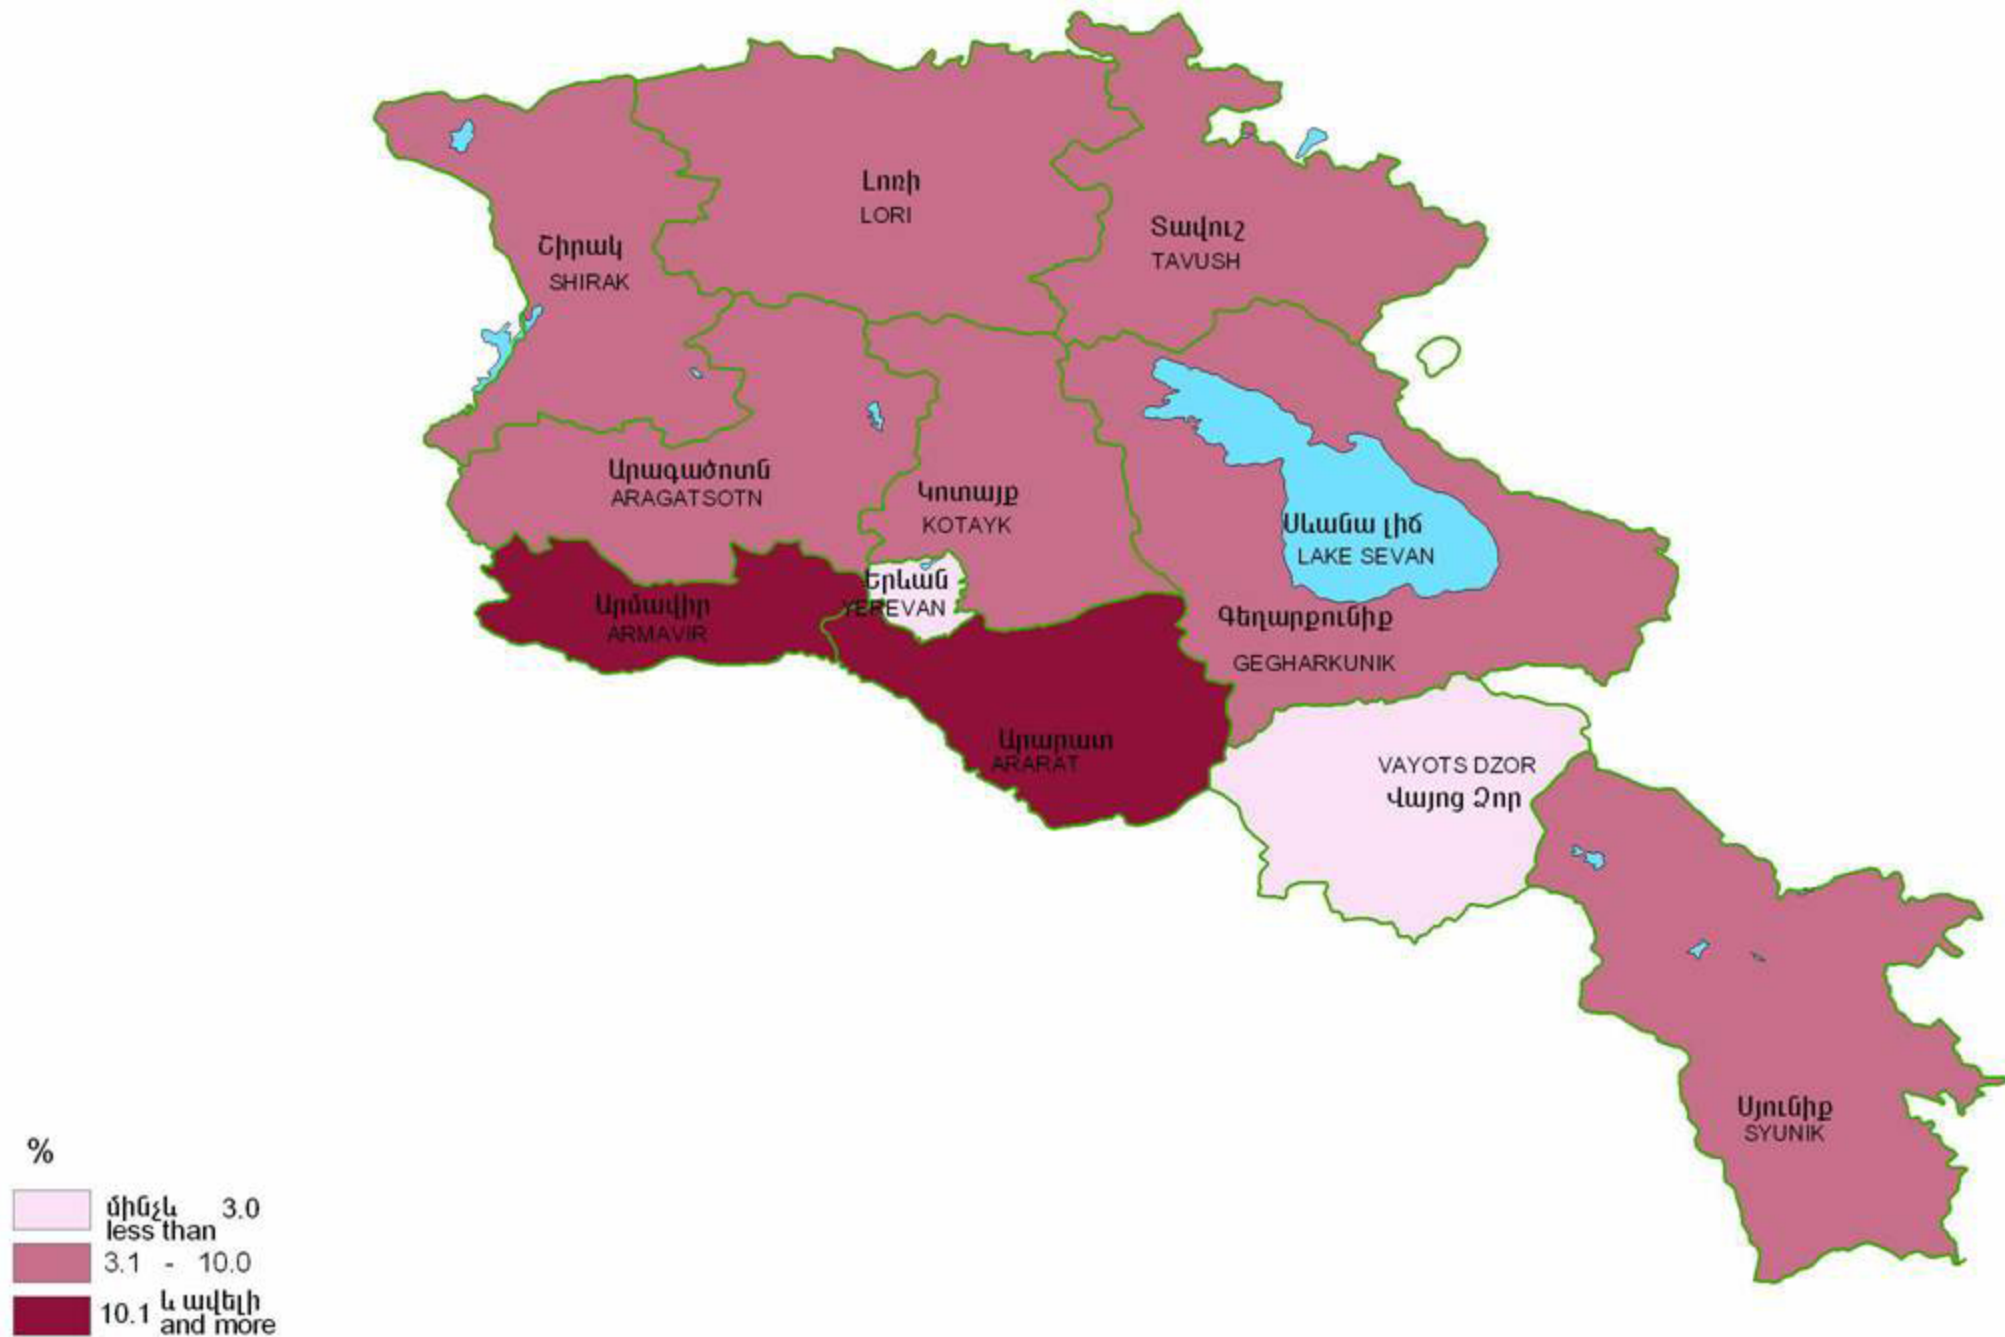 Լոռի
LORI
Տավուշ
TAVUSH
Շիրակ
SHIRAK
Արագածոտն
ARAGATSOTN
Կոտայք
KOTAYK
Սևանա լիճ
LAKE SEVAN
Երևան
YEREVAN
Արմավիր
ARMAVIR
Գեղարքունիք
GEGHARKUNIK
Արարատ
ARARAT
VAYOTS DZOR
Վայոց Ձոր
Սյունիք
SYUNIK
%
մինչև 3.0
less than
3.1 - 10.0
10.1 և ավելի
and more